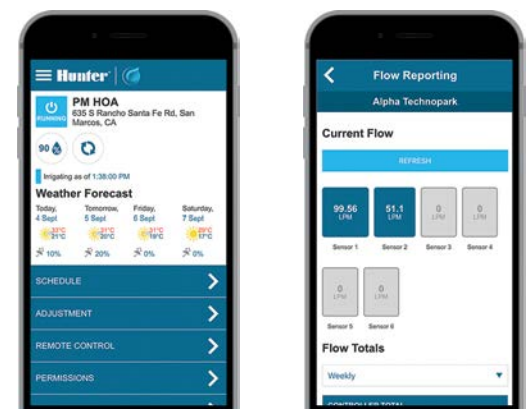 Hunter
RUNNING
PM HOA
635 S Rancho Santa Fe Rd, San
Marcos, CA
90
Irrigating as of 1:38:00 PM
Weather Forecast
Today, Tomorrow, Friday, Saturday,
4 Sept 5 Sept 6 Sept 7 Sept
10% 20% 0% 0%
SCHEDULE
ADJUSTMENT
REMOTE CONTROL
PERMISSIONS
Flow Reporting
Alpha Technopark
Current Flow
REFRESH
99.56 51.1 0 0
LPM LPM LPM LPM
Sensor 1 Sensor 2 Sensor 3 Sensor 4
0 0
LPM LPM
Sensor 5 Sensor 6
Flow Totals
Weekly
CONTROLLER TOTAL